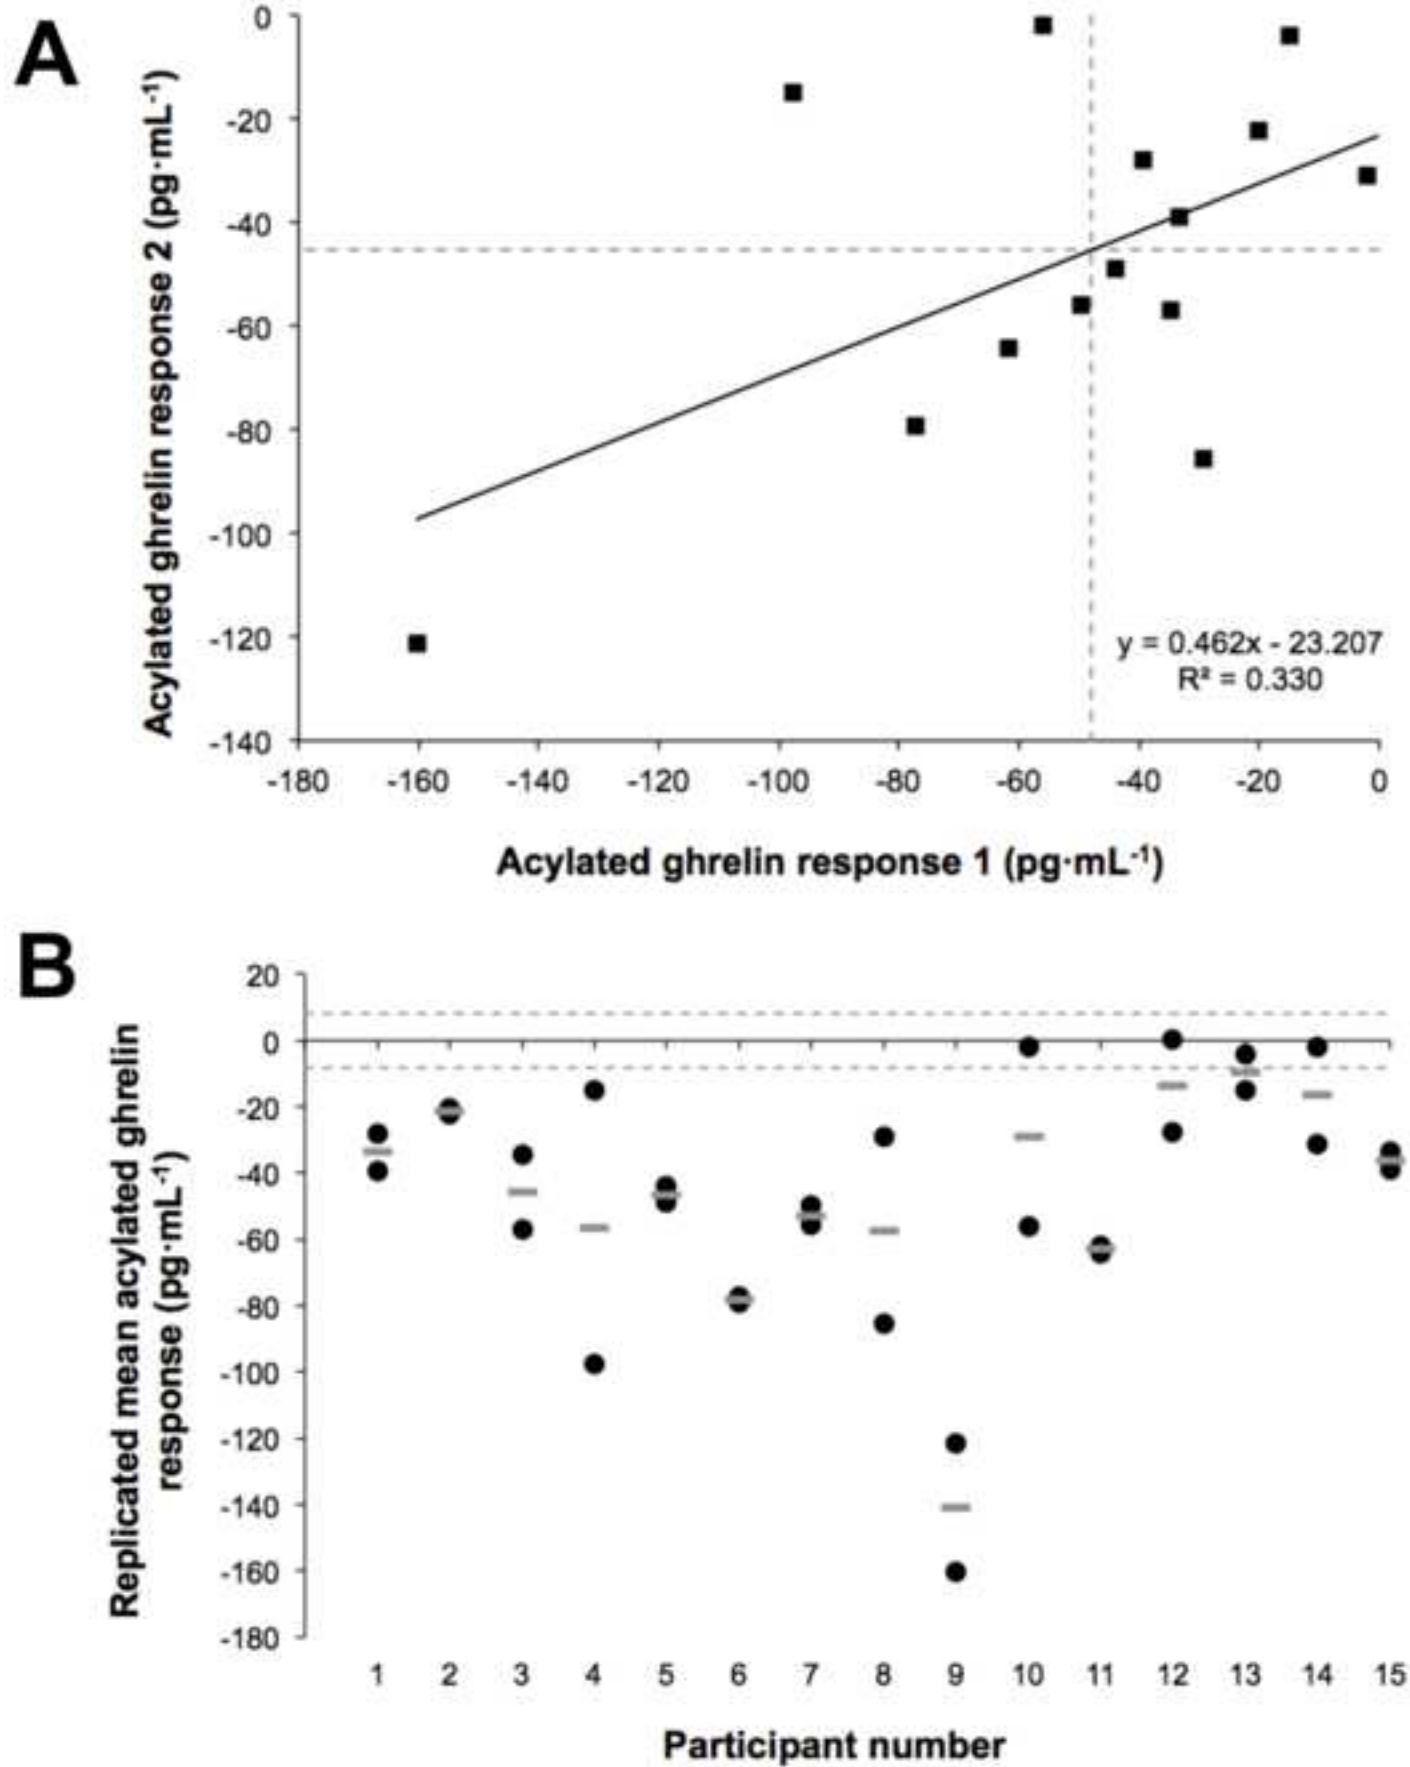 A
Acylated ghrelin response 2 (pg·mL⁻¹)
0
-20
-40
-60
-80
-100
-120
-140
y = 0.462x - 23.207
R² = 0.330
-180 -160 -140 -120 -100 -80 -60 -40 -20 0
Acylated ghrelin response 1 (pg·mL⁻¹)
B
Replicated mean acylated ghrelin
response (pg·mL⁻¹)
20
0
-20
-40
-60
-80
-100
-120
-140
-160
-180
1 2 3 4 5 6 7 8 9 10 11 12 13 14 15
Participant number